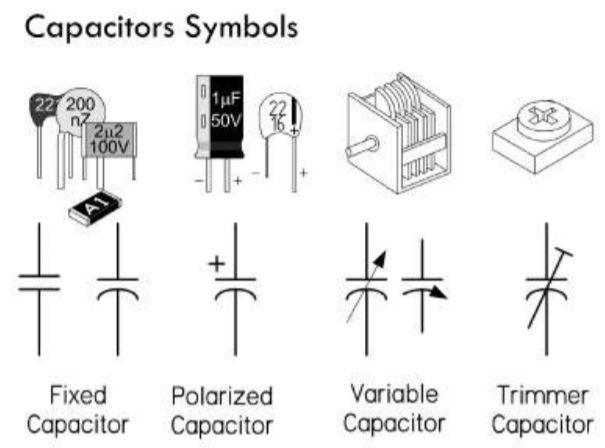 Capacitors Symbols
22
200
nZ
2µ2
100V
A1
1µF
50V
22
16
+
-
+
-
+
+
Fixed
Capacitor
Polarized
Capacitor
Variable
Capacitor
Trimmer
Capacitor